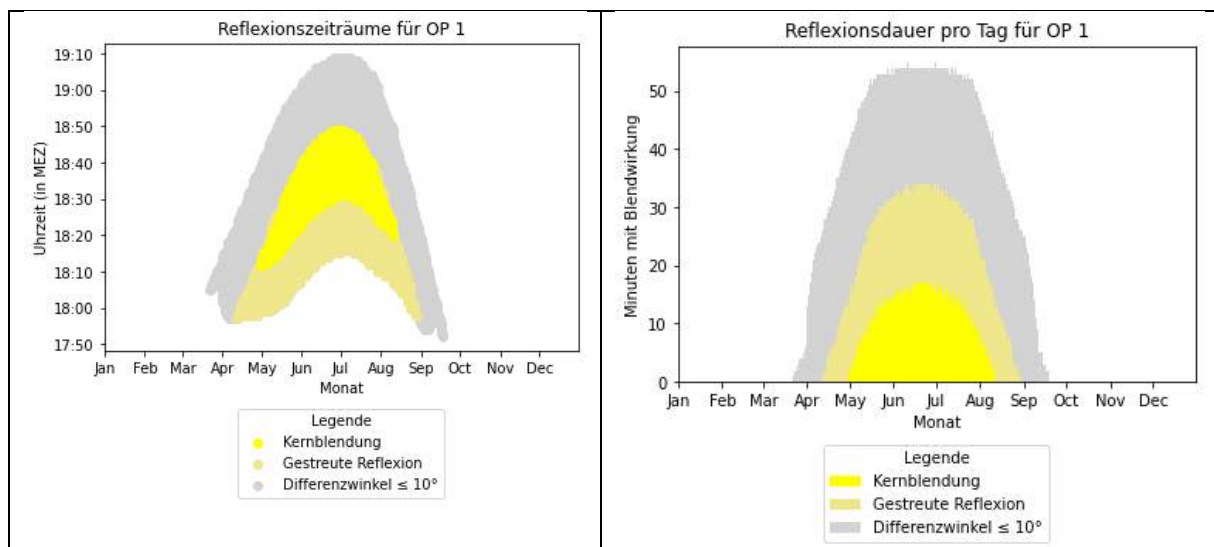 Reflexionszeiträume für OP 1
Uhrzeit (in MEZ)
19:10
19:00
18:50
18:40
18:30
18:20
18:10
18:00
17:50
Jan Feb Mar Apr May Jun Jul Aug Sep Oct Nov Dec
Monat
Legende
Kernblendung
Gestreute Reflexion
Differenzwinkel ≤ 10°
Reflexionsdauer pro Tag für OP 1
Minuten mit Blendwirkung
50
40
30
20
10
0
Jan Feb Mar Apr May Jun Jul Aug Sep Oct Nov Dec
Monat
Legende
Kernblendung
Gestreute Reflexion
Differenzwinkel ≤ 10°